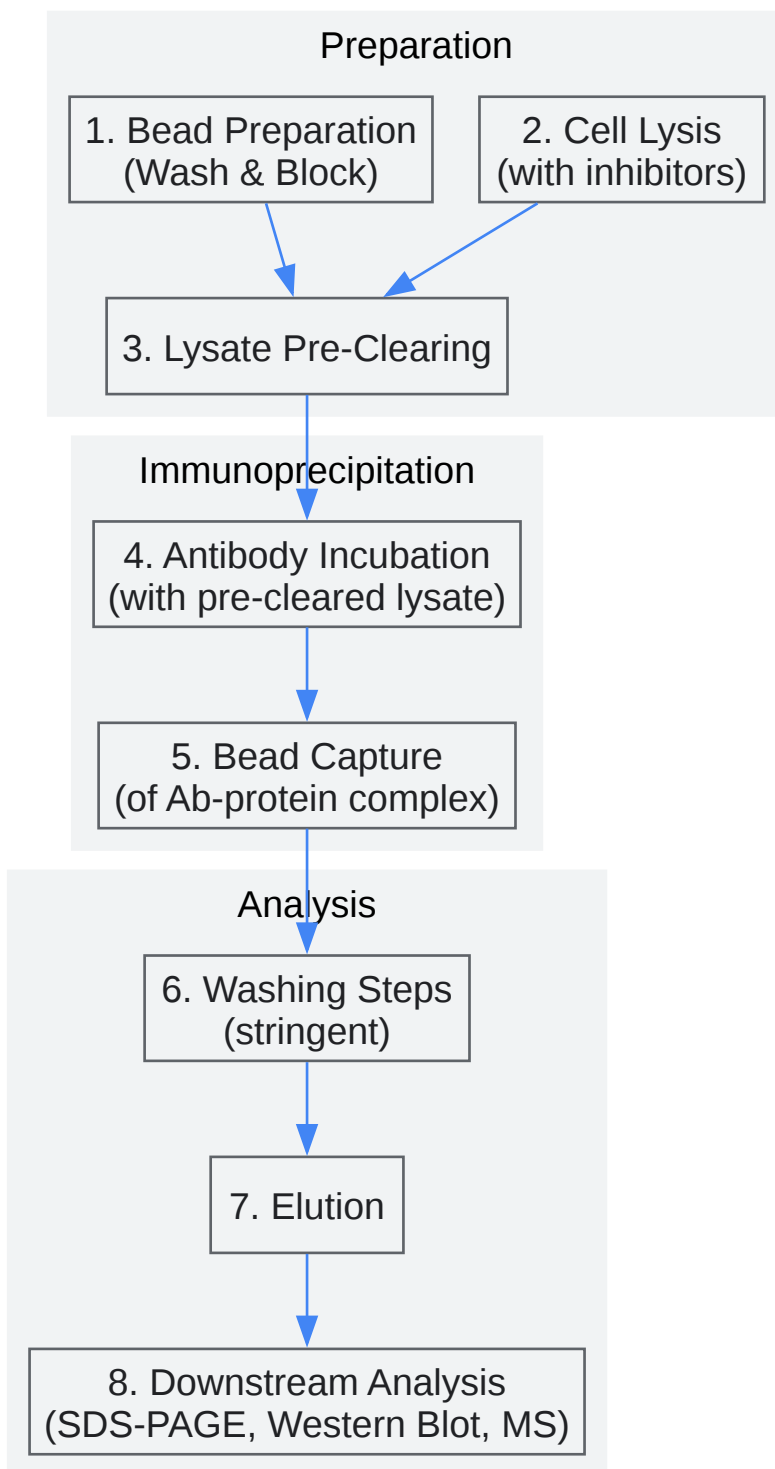 Preparation
1. Bead Preparation
(Wash & Block)
2. Cell Lysis
(with inhibitors)
3. Lysate Pre-Clearing
Immunoprecipitation
4. Antibody Incubation
(with pre-cleared lysate)
5. Bead Capture
(of Ab-protein complex)
Analysis
6. Washing Steps
(stringent)
7. Elution
8. Downstream Analysis
(SDS-PAGE, Western Blot, MS)